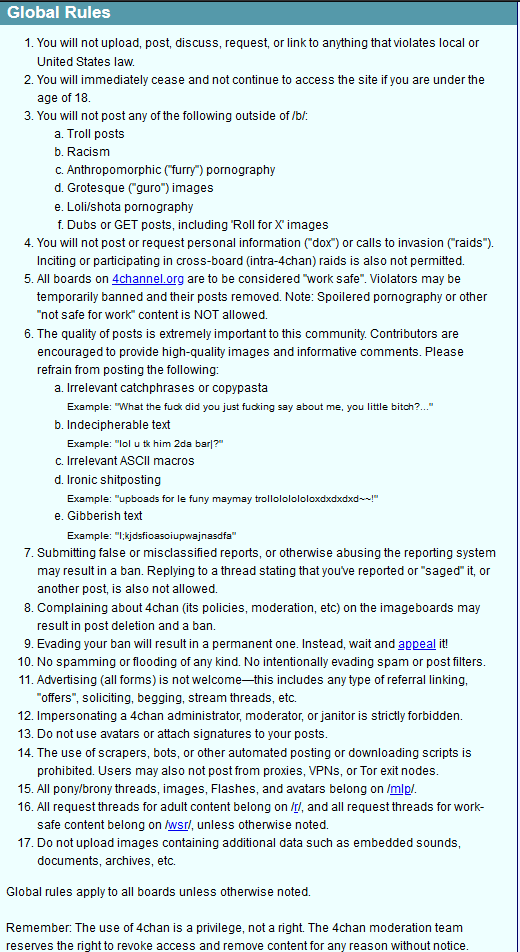 Global Rules
1. You will not upload, post, discuss, request, or link to anything that violates local or
United States law.
2. You will immediately cease and not continue to access the site if you are under the
age of 18.
3. You will not post any of the following outside of /b/:
a. Troll posts
b. Racism
c. Anthropomorphic ("furry") pornography
d. Grotesque ("guro") images
e. Loli/shota pornography
f. Dubs or GET posts, including 'Roll for X' images
4. You will not post or request personal information ("dox") or calls to invasion ("raids").
Inciting or participating in cross-board (intra-4chan) raids is also not permitted.
5. All boards on 4channel.org are to be considered "work safe". Violators may be
temporarily banned and their posts removed. Note: Spoilered pornography or other
"not safe for work" content is NOT allowed.
6. The quality of posts is extremely important to this community. Contributors are
encouraged to provide high-quality images and informative comments. Please
refrain from posting the following:
a. Irrelevant catchphrases or copypasta
Example: "What the fuck did you just fucking say about me, you little bitch?..."
b. Indecipherable text
Example: "lol u tk him 2da bar|?"
c. Irrelevant ASCII macros
d. Ironic shitposting
Example: "upboads for le funy maymay trollolololololoxdxdxdxd~~!"
e. Gibberish text
Example: "l;kjdsfioasoiupwajnasdfa"
7. Submitting false or misclassified reports, or otherwise abusing the reporting system
may result in a ban. Replying to a thread stating that you've reported or "saged" it, or
another post, is also not allowed.
8. Complaining about 4chan (its policies, moderation, etc) on the imageboards may
result in post deletion and a ban.
9. Evading your ban will result in a permanent one. Instead, wait and appeal it!
10. No spamming or flooding of any kind. No intentionally evading spam or post filters.
11. Advertising (all forms) is not welcome—this includes any type of referral linking,
"offers", soliciting, begging, stream threads, etc.
12. Impersonating a 4chan administrator, moderator, or janitor is strictly forbidden.
13. Do not use avatars or attach signatures to your posts.
14. The use of scrapers, bots, or other automated posting or downloading scripts is
prohibited. Users may also not post from proxies, VPNs, or Tor exit nodes.
15. All pony/brony threads, images, Flashes, and avatars belong on /mlp/.
16. All request threads for adult content belong on /r/, and all request threads for work-
safe content belong on /wsr/, unless otherwise noted.
17. Do not upload images containing additional data such as embedded sounds,
documents, archives, etc.
Global rules apply to all boards unless otherwise noted.
Remember: The use of 4chan is a privilege, not a right. The 4chan moderation team
reserves the right to revoke access and remove content for any reason without notice.